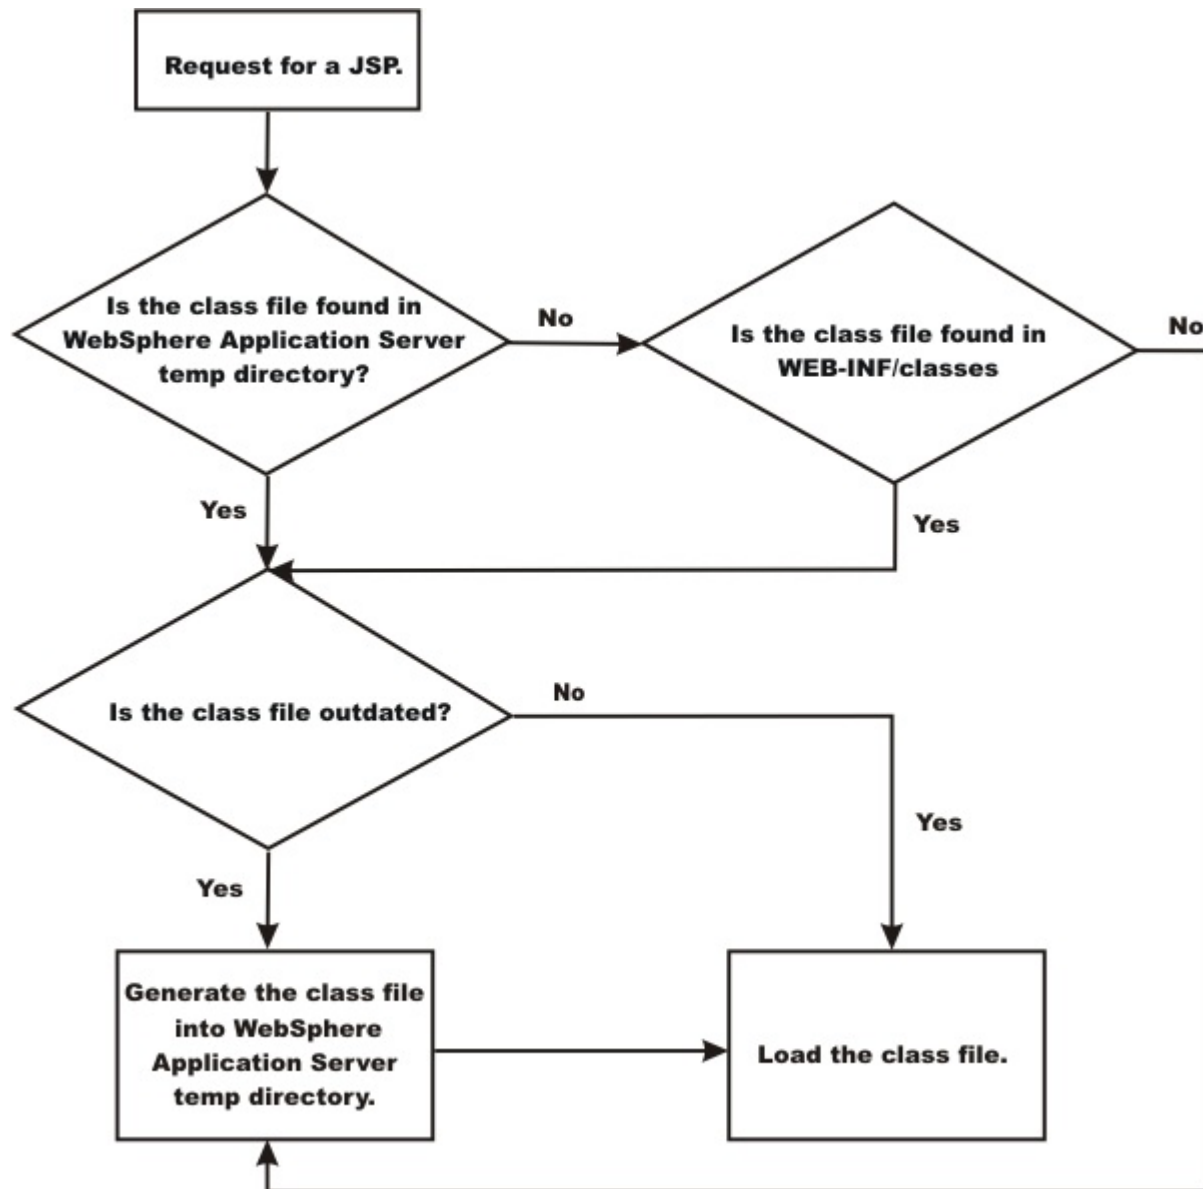 Request for a JSP.
Is the class file found in
WebSphere Application Server
temp directory?
No
Is the class file found in
WEB-INF/classes
No
Yes
Yes
Is the class file outdated?
No
Yes
Yes
Generate the class file
into WebSphere
Application Server
temp directory.
Load the class file.